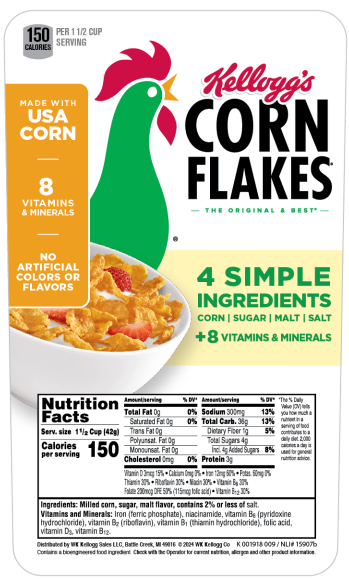 150
CALORIES
PER 1 1/2 CUP
SERVING
MADE WITH
USA
CORN
8
VITAMINS
& MINERALS
NO
ARTIFICIAL
COLORS OR
FLAVORS
Kellogg's
CORN
FLAKES®
THE ORIGINAL & BEST®
®
4 SIMPLE
INGREDIENTS
CORN | SUGAR | MALT | SALT
+8 VITAMINS & MINERALS
Nutrition
Facts
Serv. size 1 1/2 Cup (42g)
Calories
per serving 150
Amount/serving % DV*
Total Fat 0g 0%
Saturated Fat 0g 0%
Trans Fat 0g
Polyunsat. Fat 0g
Monounsat. Fat 0g
Cholesterol 0mg 0%
Amount/serving % DV*
Sodium 300mg 13%
Total Carb. 36g 13%
Dietary Fiber 1g 5%
Total Sugars 4g
Incl. 4g Added Sugars 8%
Protein 3g
*The % Daily
Value (DV) tells
you how much a
nutrient in a
serving of food
contributes to a
daily diet. 2,000
calories a day is
used for general
nutrition advice.
Vitamin D 3mcg 15% • Calcium 0mg 0% • Iron 12mg 60% • Potas. 60mg 0%
Thiamin 30% • Riboflavin 30% • Niacin 30% • Vitamin B6 30%
Folate 200mcg DFE 50% (115mcg folic acid) • Vitamin B12 30%
Ingredients: Milled corn, sugar, malt flavor, contains 2% or less of salt.
Vitamins and Minerals: Iron (ferric phosphate), niacinamide, vitamin B6 (pyridoxine
hydrochloride), vitamin B2 (riboflavin), vitamin B1 (thiamin hydrochloride), folic acid,
vitamin D3, vitamin B12.
Distributed by WK Kellogg Sales LLC, Battle Creek, MI 49016 © 2024 WK Kellogg Co K 001918 009 / NLI# 15907b
Contains a bioengineered food ingredient Check with the Operator for current nutrition, allergen and other product information.